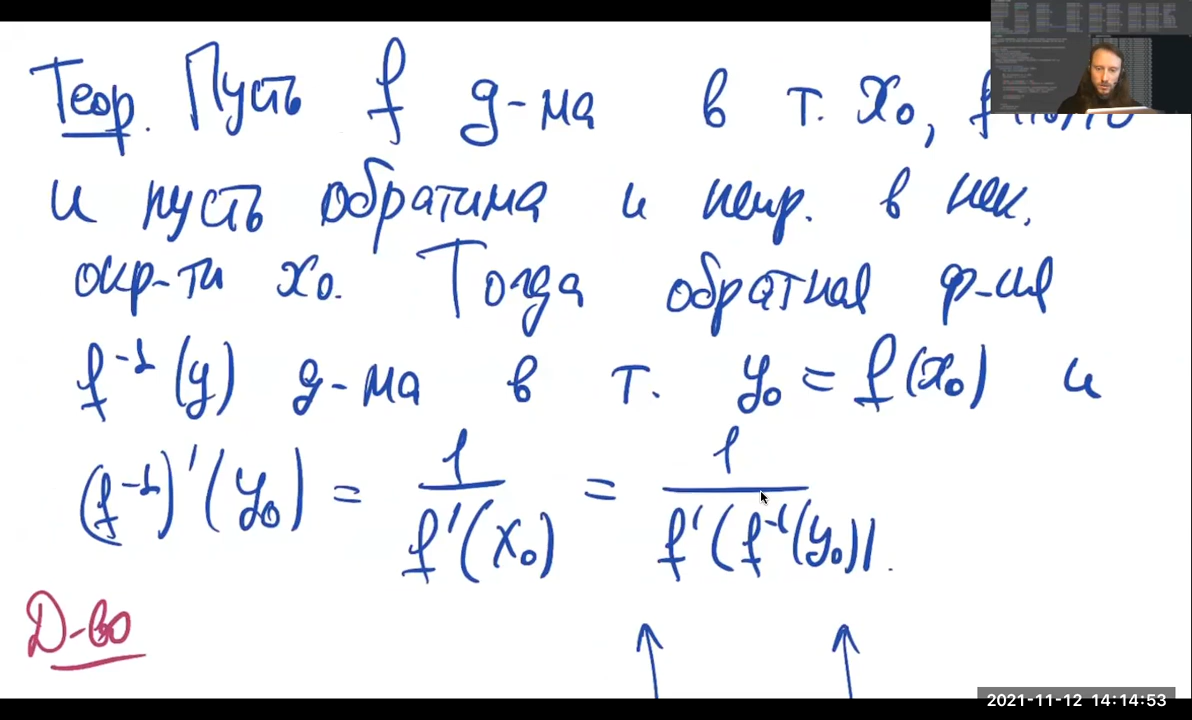 Теор. Пусть f д-ма в т. x₀,
и пусть обратима и непр. в нек.
окр-ти x₀. Тогда обратная ф-ия
f⁻¹(y) д-ма в т. y₀ = f(x₀) и
(f⁻¹)'(y₀) = 1/f'(x₀) = 1/f'(f⁻¹(y₀)).
Д-во
2021-11-12 14:14:53